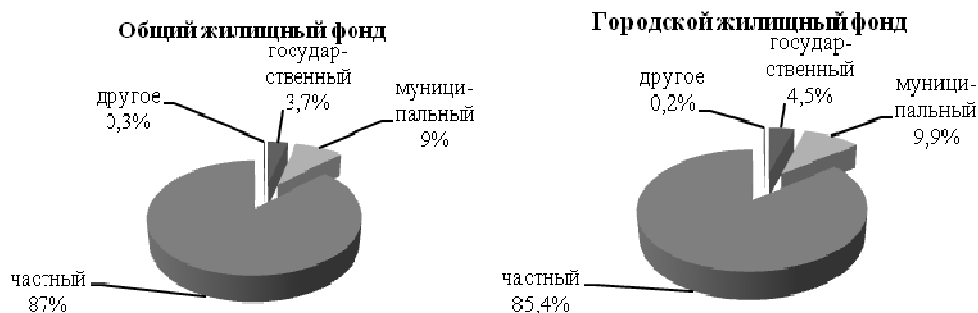 Общий жилищный фонд
государ-
ственный
3,7%
другое
0,3%
муници-
пальный
9%
частный
87%
Городской жилищный фонд
государ-
ственный
4,5%
другое
0,2%
муници-
пальный
9,9%
частный
85,4%